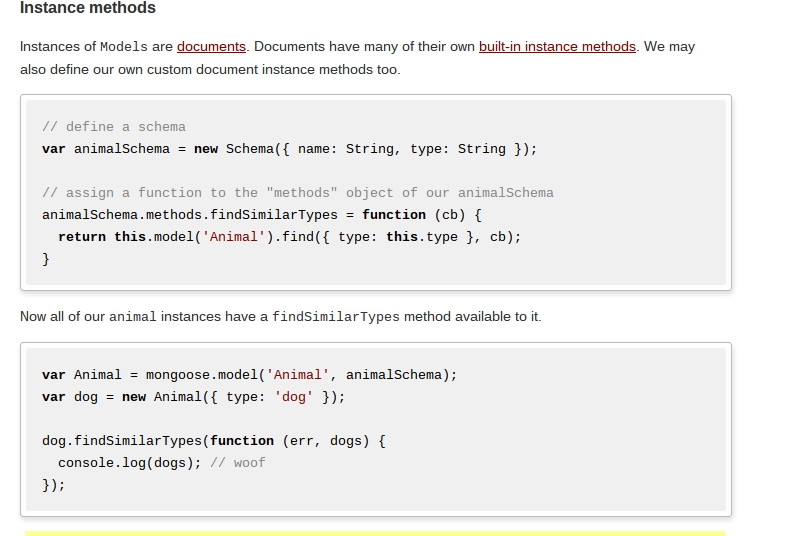 Instance methods
Instances of Models are documents. Documents have many of their own built-in instance methods. We may
also define our own custom document instance methods too.
// define a schema
var animalSchema = new Schema({ name: String, type: String });
// assign a function to the "methods" object of our animalSchema
animalSchema.methods.findSimilarTypes = function (cb) {
  return this.model('Animal').find({ type: this.type }, cb);
}
Now all of our animal instances have a findSimilarTypes method available to it.
var Animal = mongoose.model('Animal', animalSchema);
var dog = new Animal({ type: 'dog' });
dog.findSimilarTypes(function (err, dogs) {
  console.log(dogs); // woof
});